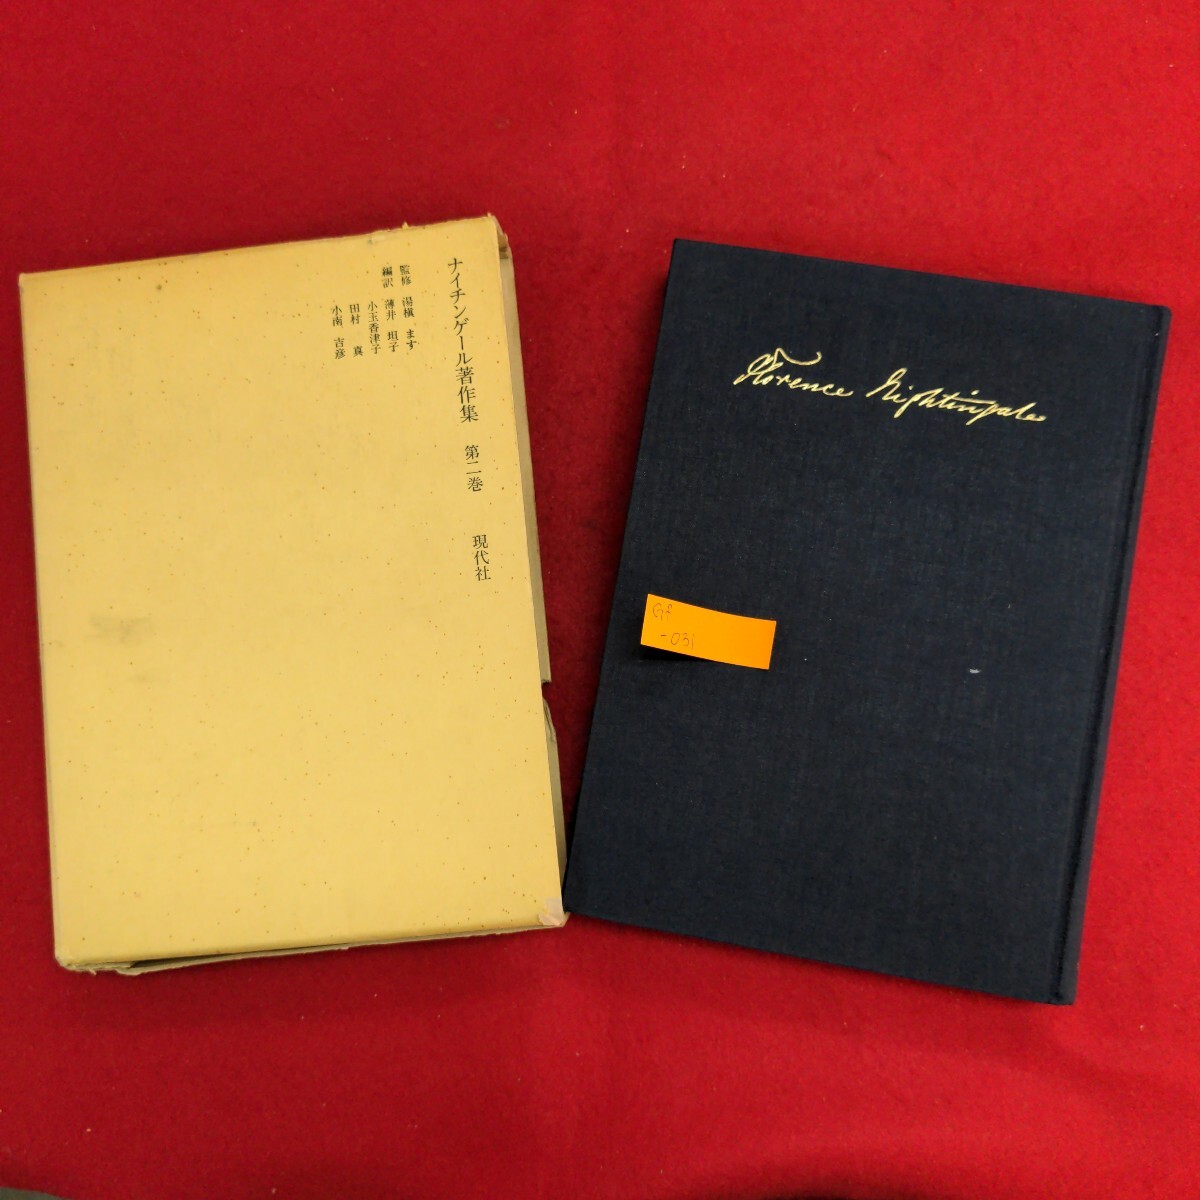 ナイチンゲール著作集 第二巻 現代社
監修 湯槇 ます
編訳 薄井 坦子
小玉香津子
田村 真
小南 吉彦
Florence Nightingale
Gf
-031